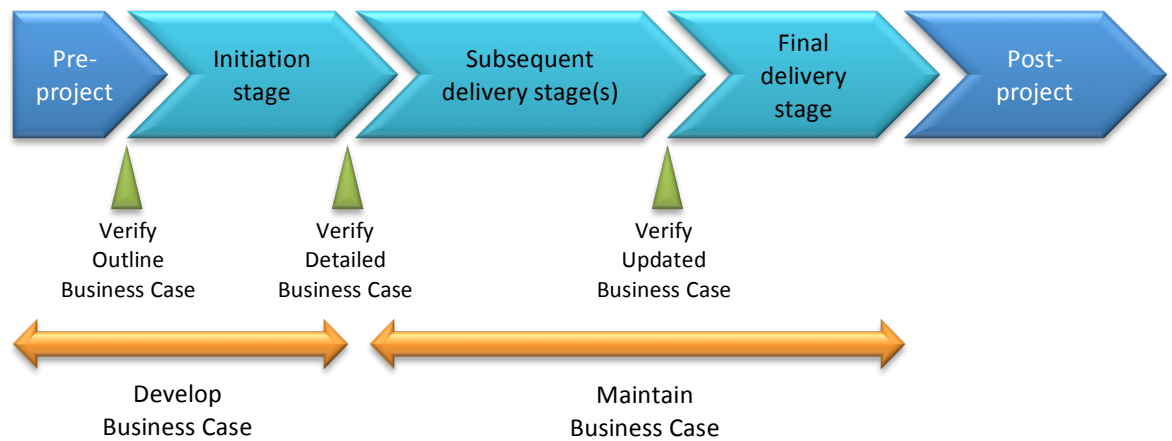 Pre-
project
Initiation
stage
Subsequent
delivery stage(s)
Final
delivery
stage
Post-
project
Verify
Outline
Business Case
Verify
Detailed
Business Case
Verify
Updated
Business Case
Develop
Business Case
Maintain
Business Case